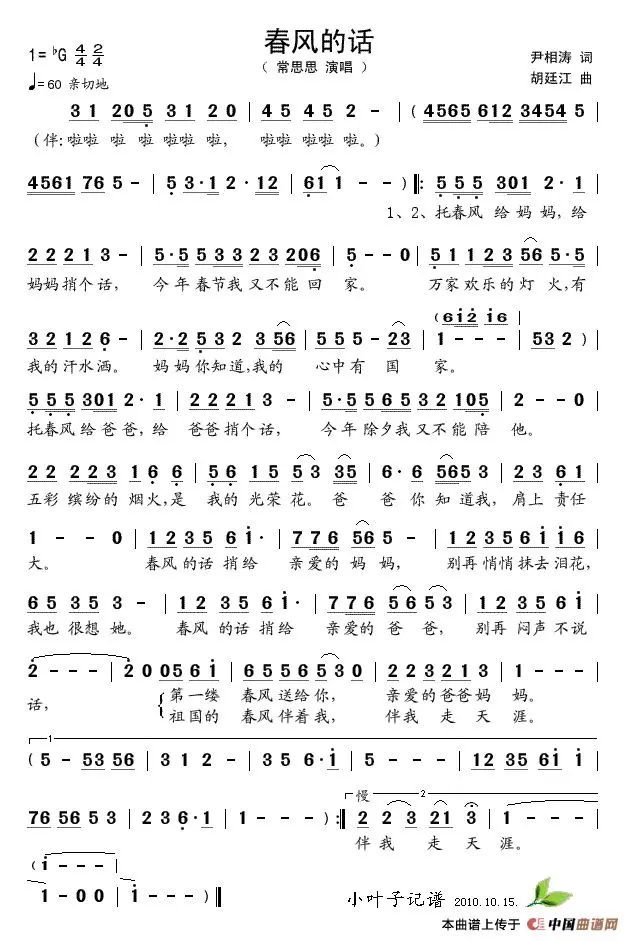 春风的话
（ 常思思 演唱 ）
1= ♭G 4/4 2/4
♩=60 亲切地
尹相涛 词
胡廷江 曲
3 1 2 0 5 3 1 2 0 | 4 5 4 5 2 - | ( 4565 612 3454 5 |
(伴:啦啦 啦 啦 啦啦 啦, 啦啦 啦啦 啦。)
4561 76 5 - | 5 3·1 2·12 | 61 1 - - ) ‖: 5 5 5 301 2·1 |
1、2、托春风 给 妈 妈, 给
2 2 2 1 3 - | 5·5 5 3 3 2 3 206 | 5 - - 0 | 5 1 1 2 3 56 5·5 |
妈妈捎个 话, 今 年 春节我 又 不能 回 家。 万家 欢乐的 灯 火,有
(6i2 i6
3 2 1 2 6 - | 2·2 5 3 2 3 56 | 5 5 5 - 23 | 1 - - - | 532 )
我的汗水洒。 妈 妈 你知道,我的 心中有 国 家。
5 5 5 301 2·1 | 2 2 2 1 3 - | 5·5 5 6 5 3 2 105 | 2 - - 0 |
托春风给爸爸,给 爸爸捎个话, 今 年 除夕我 又 不能 陪 他。
2 2 2 2 3 1 6 6 | 5 6 1 5 3 35 | 6·6 565 3 | 2 3 6 1 |
五彩 缤纷的 烟火,是 我的 光荣花。爸 爸 你 知 道我, 肩上 责任
1 - - 0 | 1 2 3 5 6 i· | 7 7 6 56 5 - | 1 2 3 5 6 i i 6 |
大。 春风 的话 捎给 亲爱的 妈 妈, 别再 悄悄 抹去 泪花,
6 5 3 5 3 - | 1 2 3 5 6 i· | 7 7 6 5 6 5 3 | 1 2 3 5 6 i 6 |
我也 很想 她。 春风 的话 捎给 亲爱的 爸 爸, 别再 闷声 不说
2 - - - | 2 0 0 05 6 i | 6 5 5 6 5 3 0 | 2 2 3 2 1 3 | 1 - - - |
话, 第一缕 春风 送给 你, 亲爱的爸爸妈 妈。
祖国的 春风 伴着 我, 伴我 走 天 涯。
1
( 5 - 53 56 | 3 1 2 - | 3 5 6·i | 5 - - - | 12 35 6i i |
慢 2
76 56 5 3 | 2 3 6·1 | 1 - - - ) :‖ 2 2 3 21 3 | 1 - - - |
伴 我 走 天 涯。
( i - - -
1 - 0 0 | 1 - - - ) ‖
小叶子记谱 2010.10.15.
本曲谱上传于 中国曲谱网